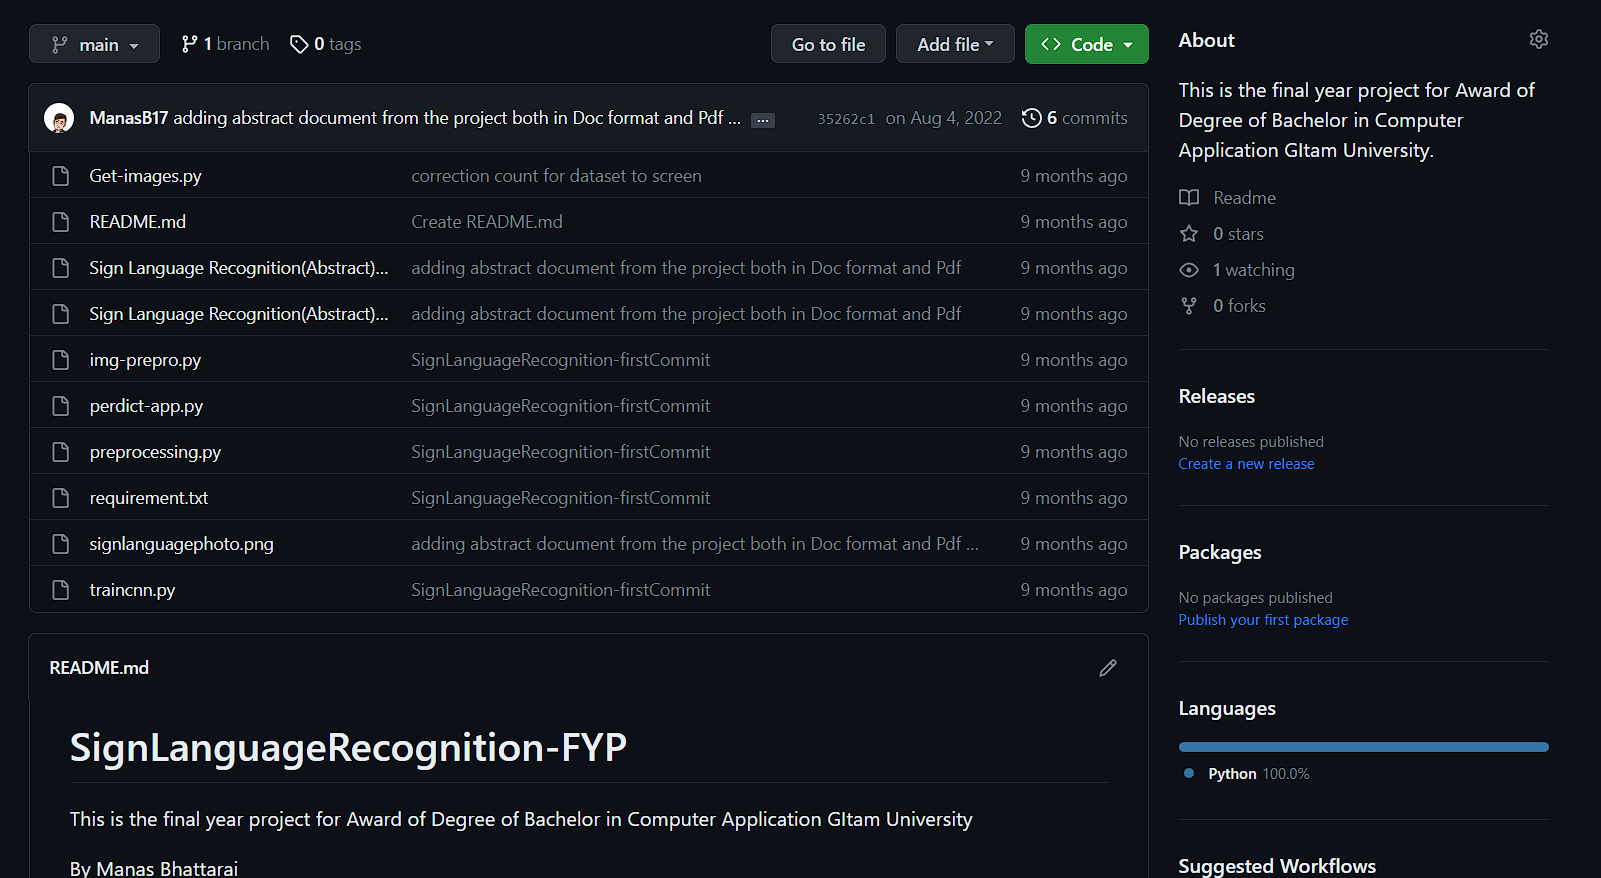 main
1 branch
0 tags
Go to file
Add file
Code
ManasB17 adding abstract document from the project both in Doc format and Pdf ... ... 35262c1 on Aug 4, 2022 6 commits
Get-images.py correction count for dataset to screen 9 months ago
README.md Create README.md 9 months ago
Sign Language Recognition(Abstract)... adding abstract document from the project both in Doc format and Pdf 9 months ago
Sign Language Recognition(Abstract)... adding abstract document from the project both in Doc format and Pdf 9 months ago
img-prepro.py SignLanguageRecognition-firstCommit 9 months ago
perdict-app.py SignLanguageRecognition-firstCommit 9 months ago
preprocessing.py SignLanguageRecognition-firstCommit 9 months ago
requirement.txt SignLanguageRecognition-firstCommit 9 months ago
signlanguagephoto.png adding abstract document from the project both in Doc format and Pdf ... 9 months ago
traincnn.py SignLanguageRecognition-firstCommit 9 months ago
README.md
SignLanguageRecognition-FYP
This is the final year project for Award of Degree of Bachelor in Computer Application GItam University
By Manas Bhattarai
About
This is the final year project for Award of
Degree of Bachelor in Computer
Application GItam University.
Readme
0 stars
1 watching
0 forks
Releases
No releases published
Create a new release
Packages
No packages published
Publish your first package
Languages
Python 100.0%
Suggested Workflows